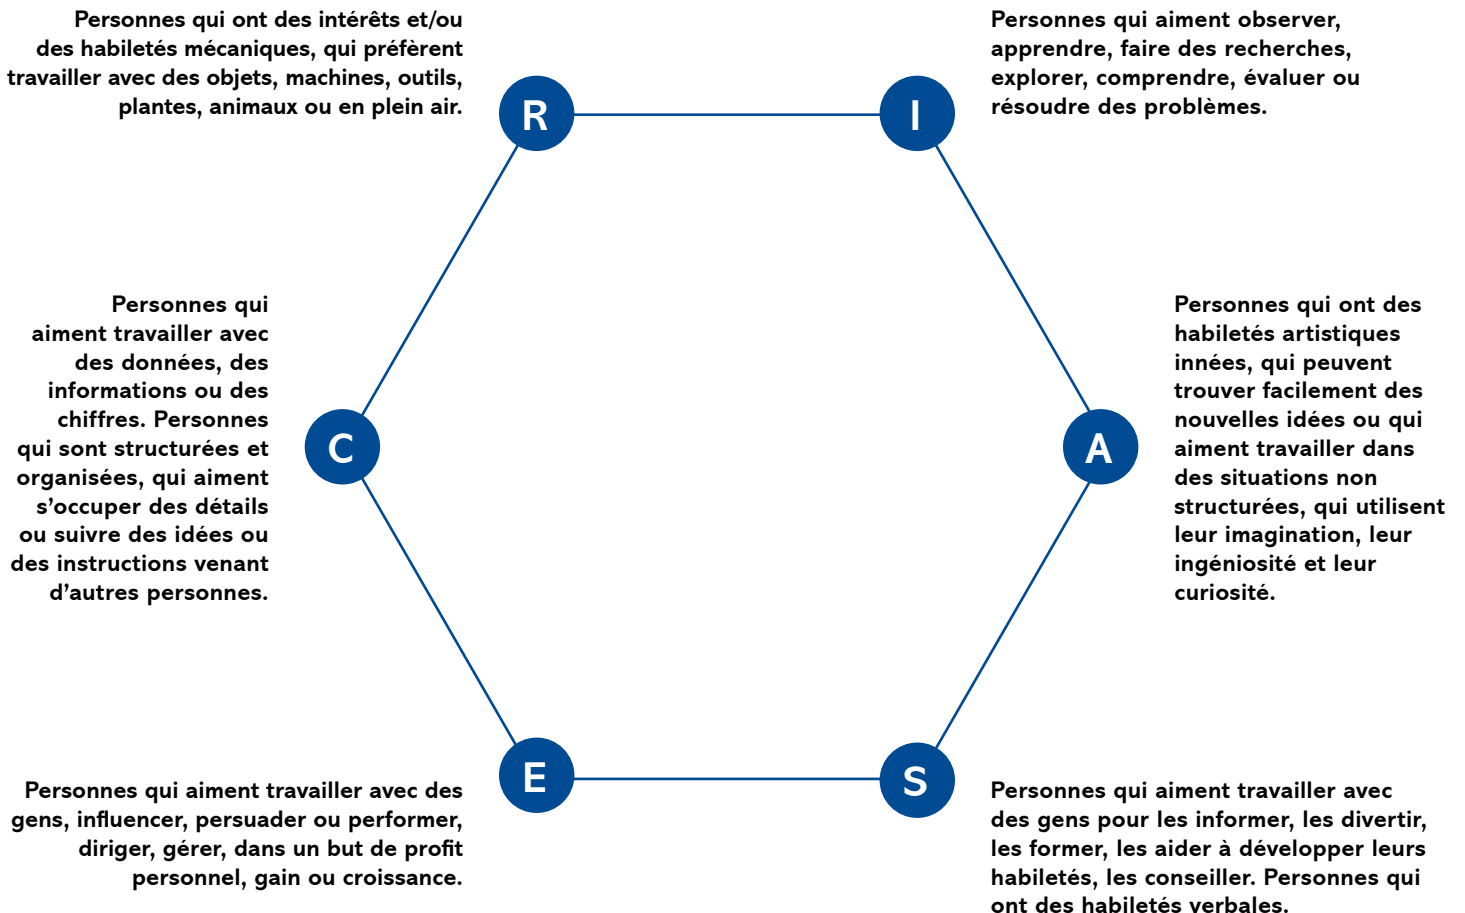 Personnes qui ont des intérêts et/ou
des habiletés mécaniques, qui préfèrent
travailler avec des objets, machines, outils,
plantes, animaux ou en plein air.
R
I
Personnes qui aiment observer,
apprendre, faire des recherches,
explorer, comprendre, évaluer ou
résoudre des problèmes.
Personnes qui
aiment travailler avec
des données, des
informations ou des
chiffres. Personnes
qui sont structurées et
organisées, qui aiment
s’occuper des détails
ou suivre des idées ou
des instructions venant
d’autres personnes.
C
A
Personnes qui ont des
habiletés artistiques
innées, qui peuvent
trouver facilement des
nouvelles idées ou qui
aiment travailler dans
des situations non
structurées, qui utilisent
leur imagination, leur
ingéniosité et leur
curiosité.
Personnes qui aiment travailler avec des
gens, influencer, persuader ou performer,
diriger, gérer, dans un but de profit
personnel, gain ou croissance.
E
S
Personnes qui aiment travailler avec
des gens pour les informer, les divertir,
les former, les aider à développer leurs
habiletés, les conseiller. Personnes qui
ont des habiletés verbales.